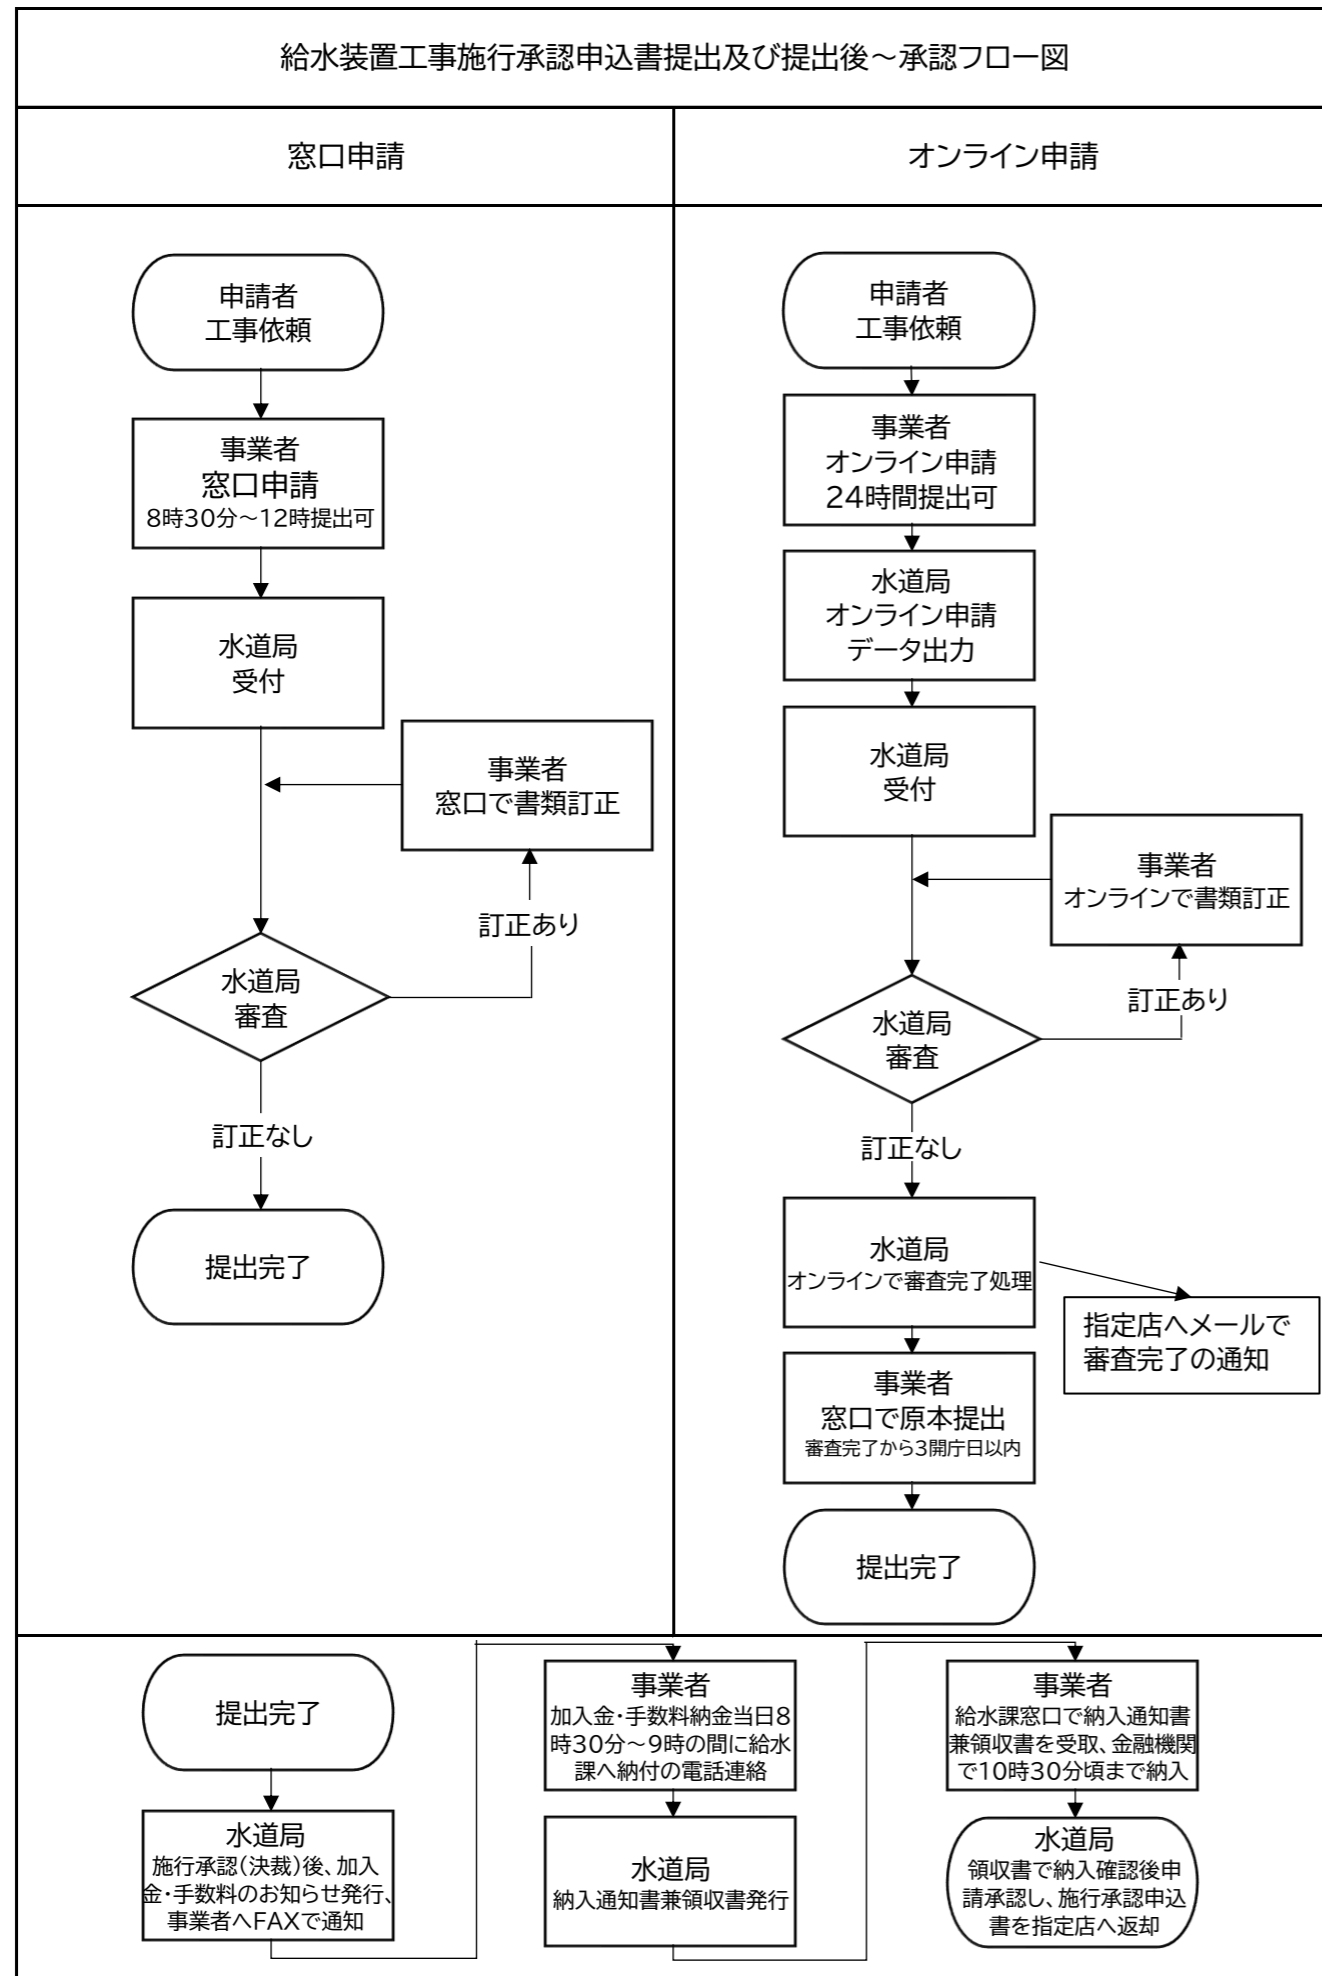 給水装置工事施行承認申込書提出及び提出後～承認フロー図
窓口申請
オンライン申請
申請者
工事依頼
事業者
窓口申請
8時30分～12時提出可
水道局
受付
事業者
窓口で書類訂正
訂正あり
水道局
審査
訂正なし
提出完了
申請者
工事依頼
事業者
オンライン申請
24時間提出可
水道局
オンライン申請
データ出力
水道局
受付
事業者
オンラインで書類訂正
訂正あり
水道局
審査
訂正なし
水道局
オンラインで審査完了処理
指定店へメールで
審査完了の通知
事業者
窓口で原本提出
審査完了から3開庁日以内
提出完了
提出完了
水道局
施行承認(決裁)後、加入
金・手数料のお知らせ発行、
事業者へFAXで通知
事業者
加入金・手数料納金当日8
時30分～9時の間に給水
課へ納付の電話連絡
水道局
納入通知書兼領収書発行
事業者
給水課窓口で納入通知書
兼領収書を受取、金融機関
で10時30分頃まで納入
水道局
領収書で納入確認後申
請承認し、施行承認申込
書を指定店へ返却